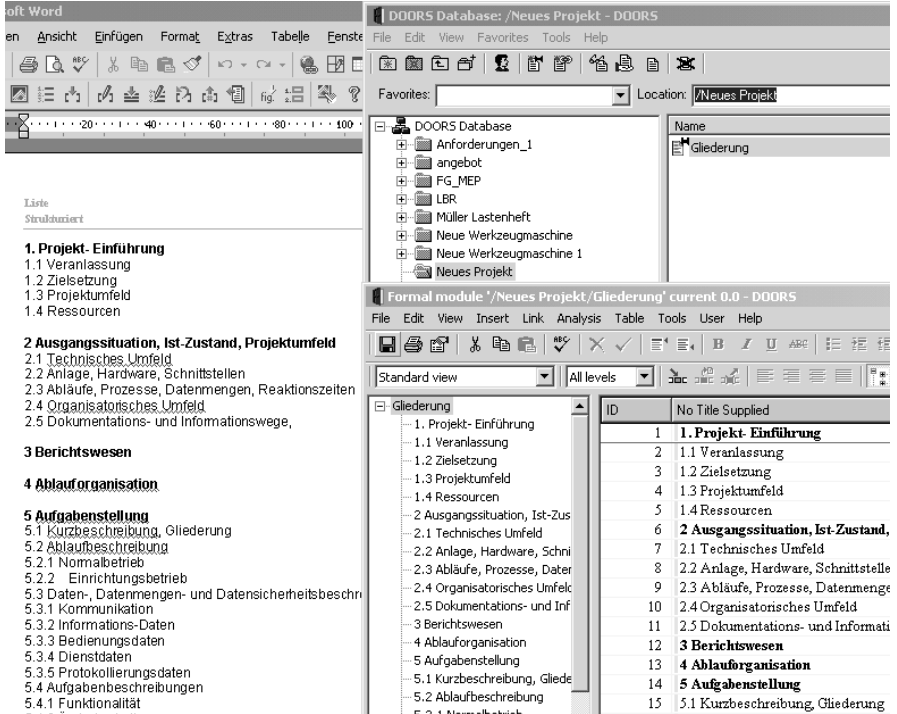 soft Word
en Ansicht Einfügen Format Extras Tabelle Fenste
20 40 60 80 100
Liste
Strukturiert
1. Projekt- Einführung
1.1 Veranlassung
1.2 Zielsetzung
1.3 Projektumfeld
1.4 Ressourcen
2 Ausgangssituation, Ist-Zustand, Projektumfeld
2.1 Technisches Umfeld
2.2 Anlage, Hardware, Schnittstellen
2.3 Abläufe, Prozesse, Datenmengen, Reaktionszeiten
2.4 Organisatorisches Umfeld
2.5 Dokumentations- und Informationswege,
3 Berichtswesen
4 Ablauforganisation
5 Aufgabenstellung
5.1 Kurzbeschreibung, Gliederung
5.2 Ablaufbeschreibung
5.2.1 Normalbetrieb
5.2.2 Einrichtungsbetrieb
5.3 Daten-, Datenmengen- und Datensicherheitsbeschr
5.3.1 Kommunikation
5.3.2 Informations-Daten
5.3.3 Bedienungsdaten
5.3.4 Dienstdaten
5.3.5 Protokollierungsdaten
5.4 Aufgabenbeschreibungen
5.4.1 Funktionalität
DOORS Database: /Neues Projekt - DOORS
File Edit View Favorites Tools Help
Favorites: Location: /Neues Projekt
DOORS Database
Anforderungen_1
angebot
FG_MEP
LBR
Müller Lastenheft
Neue Werkzeugmaschine
Neue Werkzeugmaschine 1
Neues Projekt
Name
Gliederung
Formal module '/Neues Projekt/Gliederung' current 0.0 - DOORS
File Edit View Insert Link Analysis Table Tools User Help
B I U ABC
Standard view All levels
Gliederung
1. Projekt- Einführung
1.1 Veranlassung
1.2 Zielsetzung
1.3 Projektumfeld
1.4 Ressourcen
2 Ausgangssituation, Ist-Zus
2.1 Technisches Umfeld
2.2 Anlage, Hardware, Schni
2.3 Abläufe, Prozesse, Daten
2.4 Organisatorisches Umfeld
2.5 Dokumentations- und Inf
3 Berichtswesen
4 Ablauforganisation
5 Aufgabenstellung
5.1 Kurzbeschreibung, Gliede
5.2 Ablaufbeschreibung
5.2.1 Normalbetrieb
ID No Title Supplied
1 1. Projekt- Einführung
2 1.1 Veranlassung
3 1.2 Zielsetzung
4 1.3 Projektumfeld
5 1.4 Ressourcen
6 2 Ausgangssituation, Ist-Zustand,
7 2.1 Technisches Umfeld
8 2.2 Anlage, Hardware, Schnittstelle
9 2.3 Abläufe, Prozesse, Datenmenge
10 2.4 Organisatorisches Umfeld
11 2.5 Dokumentations- und Informati
12 3 Berichtswesen
13 4 Ablauforganisation
14 5 Aufgabenstellung
15 5.1 Kurzbeschreibung, Gliederung